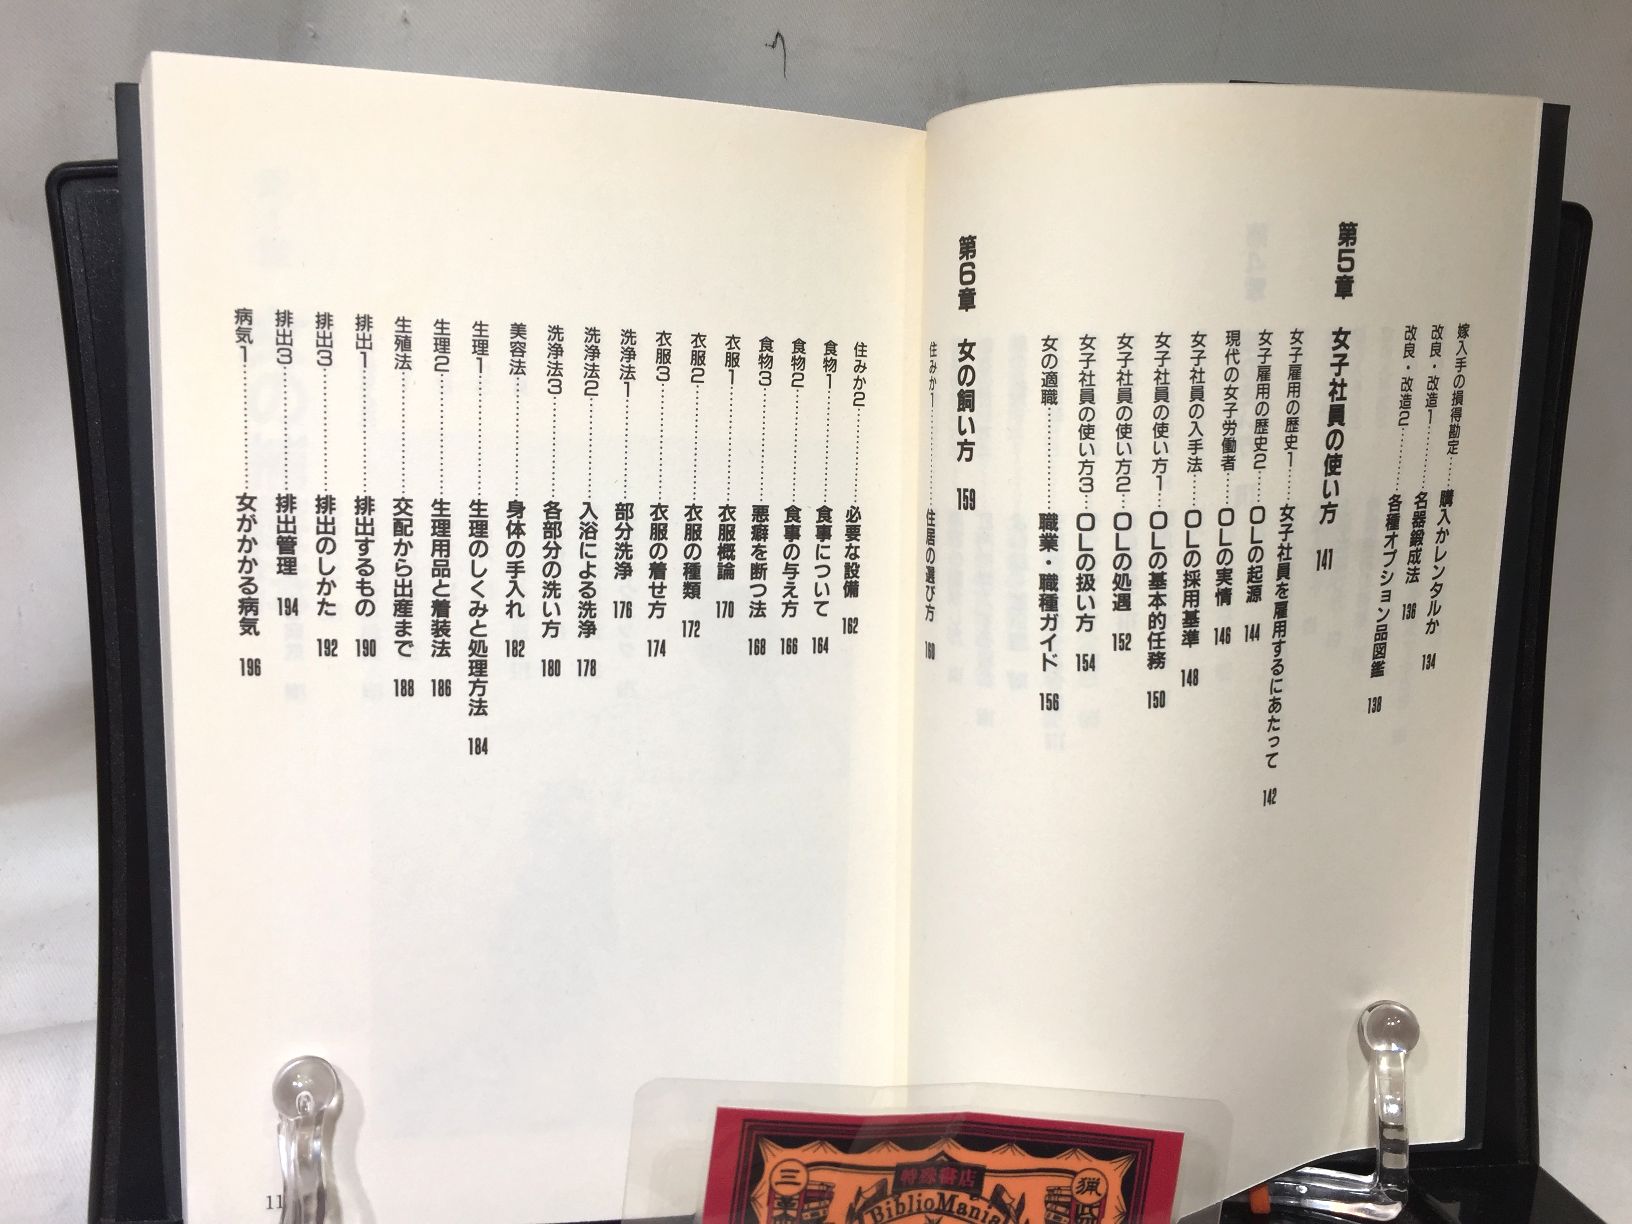 嫁入手の損得勘定……購入かレンタルか 134
改良・改造1……名器鍛成法 136
改良・改造2……各種オプション品図鑑 138
第5章 女子社員の使い方 141
女子雇用の歴史1……女子社員を雇用するにあたって 142
女子雇用の歴史2……OLの起源 144
現代の女子労働者……OLの実情 146
女子社員の入手法……OLの採用基準 148
女子社員の使い方1……OLの基本的任務 150
女子社員の使い方2……OLの処遇 152
女子社員の使い方3……OLの扱い方 154
女の適職……職業・職種ガイド 156
第6章 女の飼い方 159
住みか1……住居の選び方 160
住みか2……必要な設備 162
食物1……食事について 164
食物2……食事の与え方 166
食物3……悪癖を断つ法 168
衣服1……衣服概論 170
衣服2……衣服の種類 172
衣服3……衣服の着せ方 174
洗浄法1……部分洗浄 176
洗浄法2……入浴による洗浄 178
洗浄法3……各部分の洗い方 180
美容法……身体の手入れ 182
生理1……生理のしくみと処理方法 184
生理2……生理用品と着装法 186
生殖法……交配から出産まで 188
排出1……排出するもの 190
排出3……排出のしかた 192
排出3……排出管理 194
病気1……女がかかる病気 196
11
特殊書店
BiblioMania
三
猟